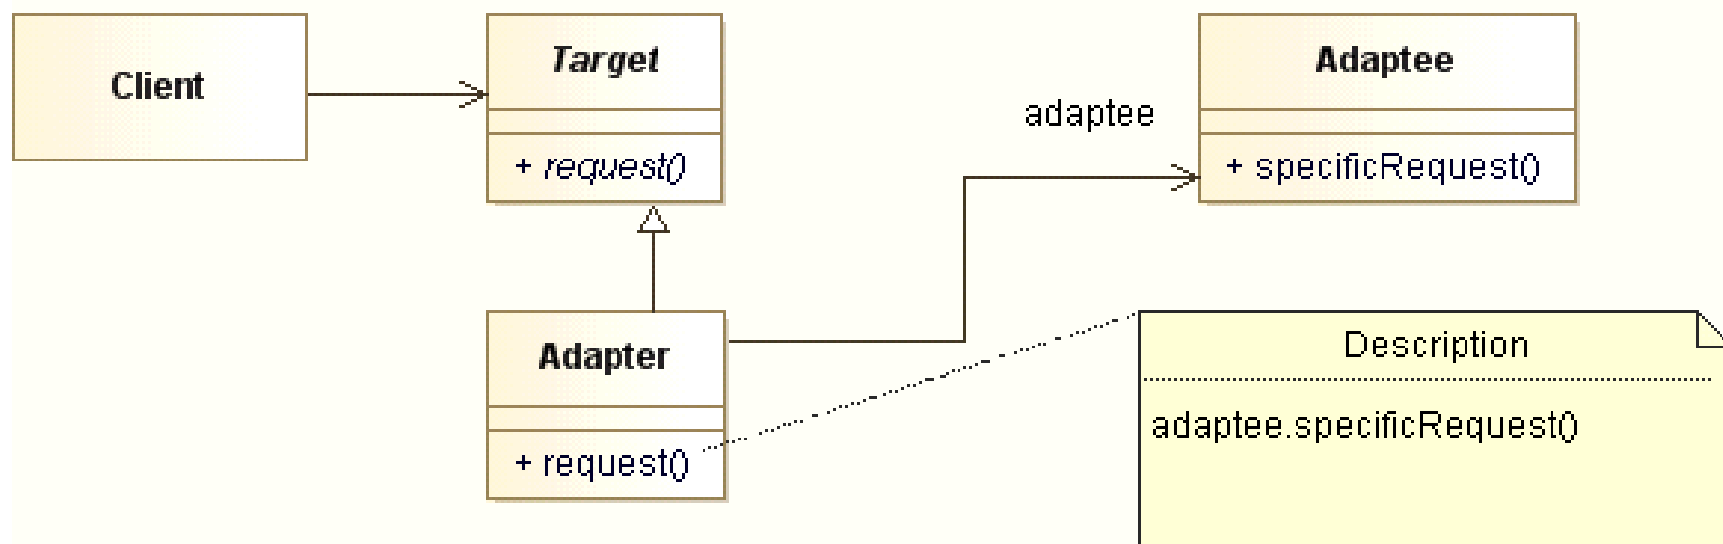 Client
Target
+ request()
adaptee
Adaptee
+ specificRequest()
Adapter
+ request()
Description
adaptee.specificRequest()